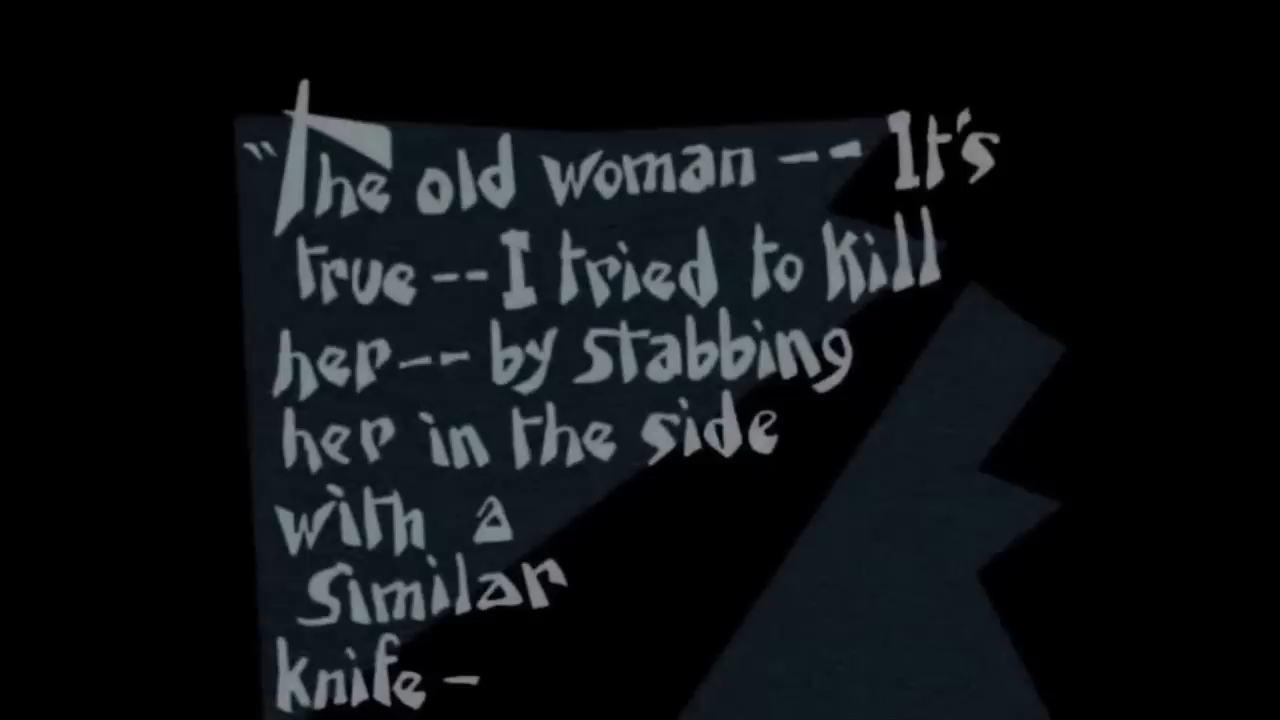 "The old woman -- It's
true -- I tried to kill
her -- by stabbing
her in the side
with a
similar
knife -